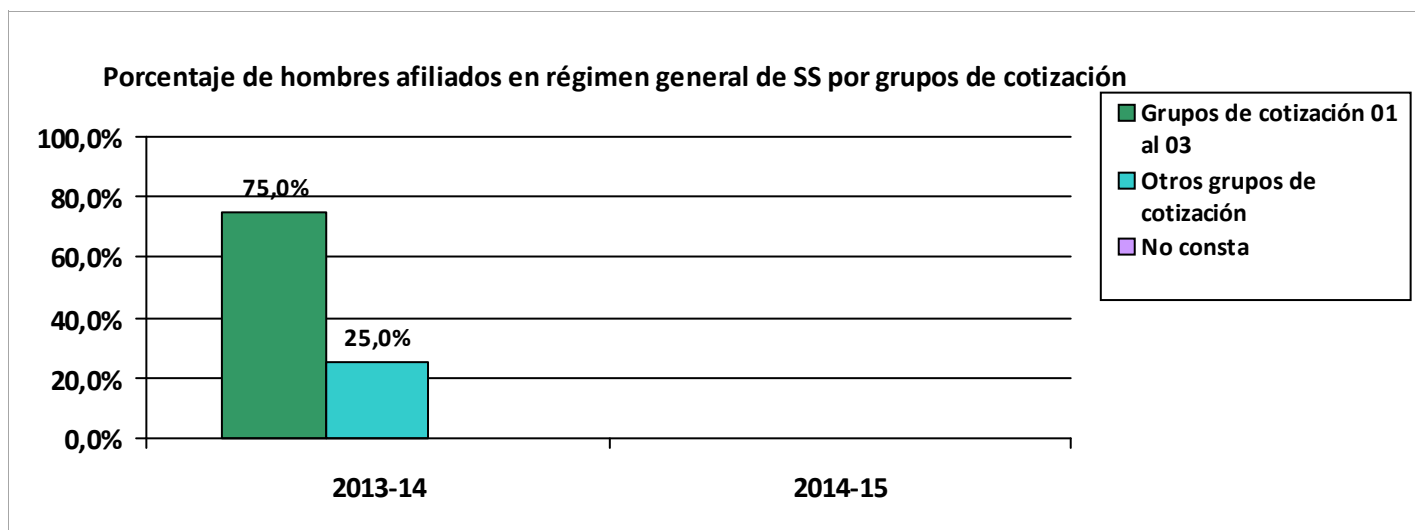 Porcentaje de hombres afiliados en régimen general de SS por grupos de cotización
Grupos de cotización 01
al 03
Otros grupos de
cotización
No consta
100,0%
80,0%
60,0%
40,0%
20,0%
0,0%
75,0%
25,0%
2013-14
2014-15